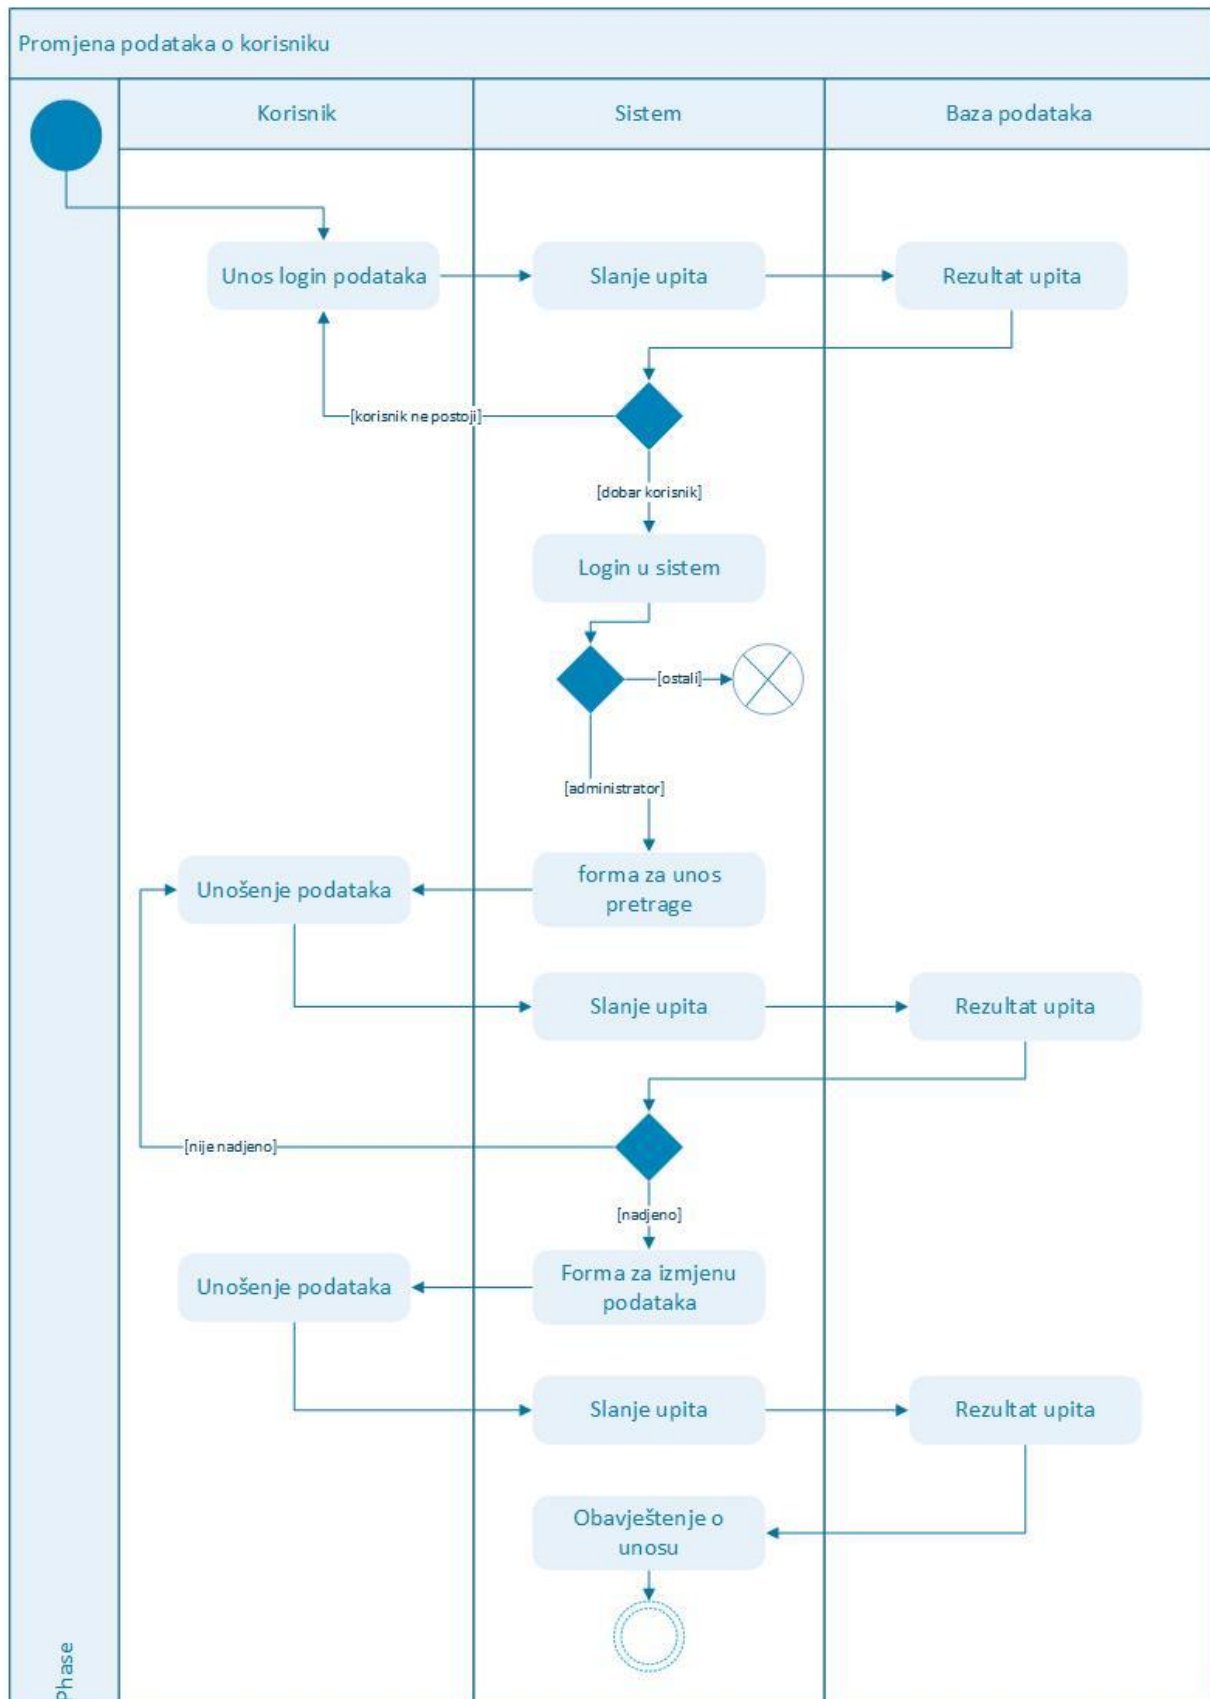 Promjena podataka o korisniku
Korisnik
Sistem
Baza podataka
Unos login podataka
Slanje upita
Rezultat upita
[korisnik ne postoji]
[dobar korisnik]
Login u sistem
[ostali]
[administrator]
Unošenje podataka
forma za unos
pretrage
Slanje upita
Rezultat upita
[nije nadjeno]
[nadjeno]
Unošenje podataka
Forma za izmjenu
podataka
Slanje upita
Rezultat upita
Obavještenje o
unosu
Phase